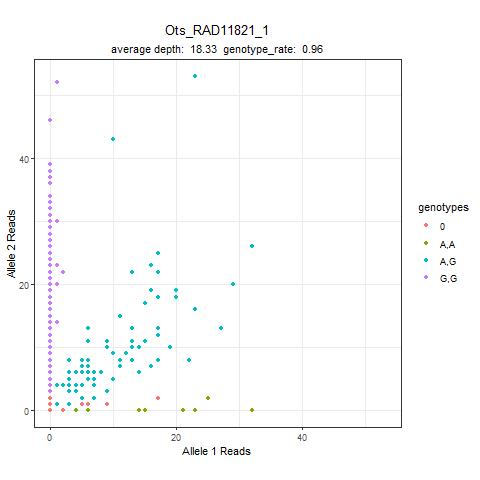 Ots_RAD11821_1
average depth: 18.33 genotype_rate: 0.96
Allele 2 Reads
40
20
0
0 20 40
Allele 1 Reads
genotypes
0
A,A
A,G
G,G